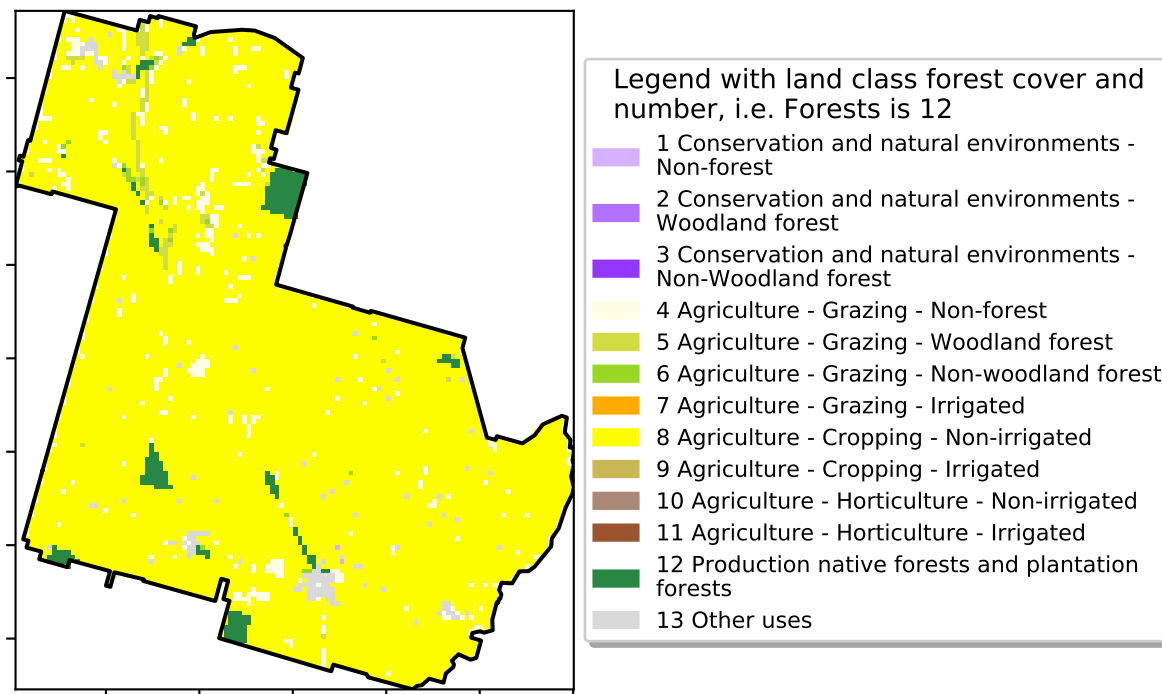 Legend with land class forest cover and
number, i.e. Forests is 12
1 Conservation and natural environments -
Non-forest
2 Conservation and natural environments -
Woodland forest
3 Conservation and natural environments -
Non-Woodland forest
4 Agriculture - Grazing - Non-forest
5 Agriculture - Grazing - Woodland forest
6 Agriculture - Grazing - Non-woodland forest
7 Agriculture - Grazing - Irrigated
8 Agriculture - Cropping - Non-irrigated
9 Agriculture - Cropping - Irrigated
10 Agriculture - Horticulture - Non-irrigated
11 Agriculture - Horticulture - Irrigated
12 Production native forests and plantation
forests
13 Other uses